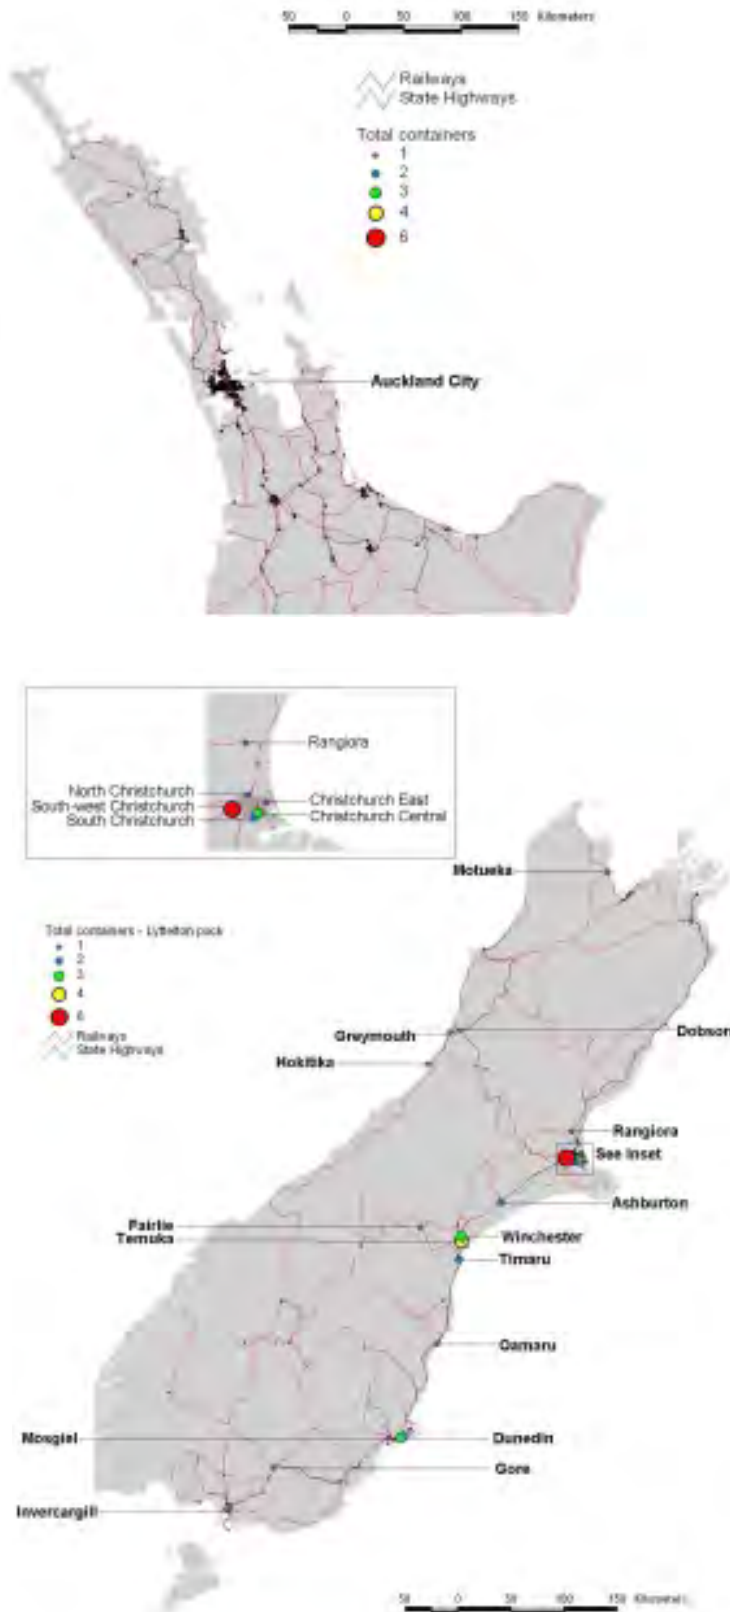 50 0 50 100 150 Kilometers
Railways
State Highways
Total containers
1
2
3
4
6
Auckland City
Rangiora
North Christchurch
South-west Christchurch
South Christchurch
Christchurch East
Christchurch Central
Motueka
Total containers - Lyttelton pack
1
2
3
4
6
Railways
State Highways
Greymouth
Dobson
Hokitika
Rangiora
See Inset
Ashburton
Fairlie
Temuka
Winchester
Timaru
Oamaru
Mosgiel
Dunedin
Gore
Invercargill
50 0 50 100 150 Kilometers